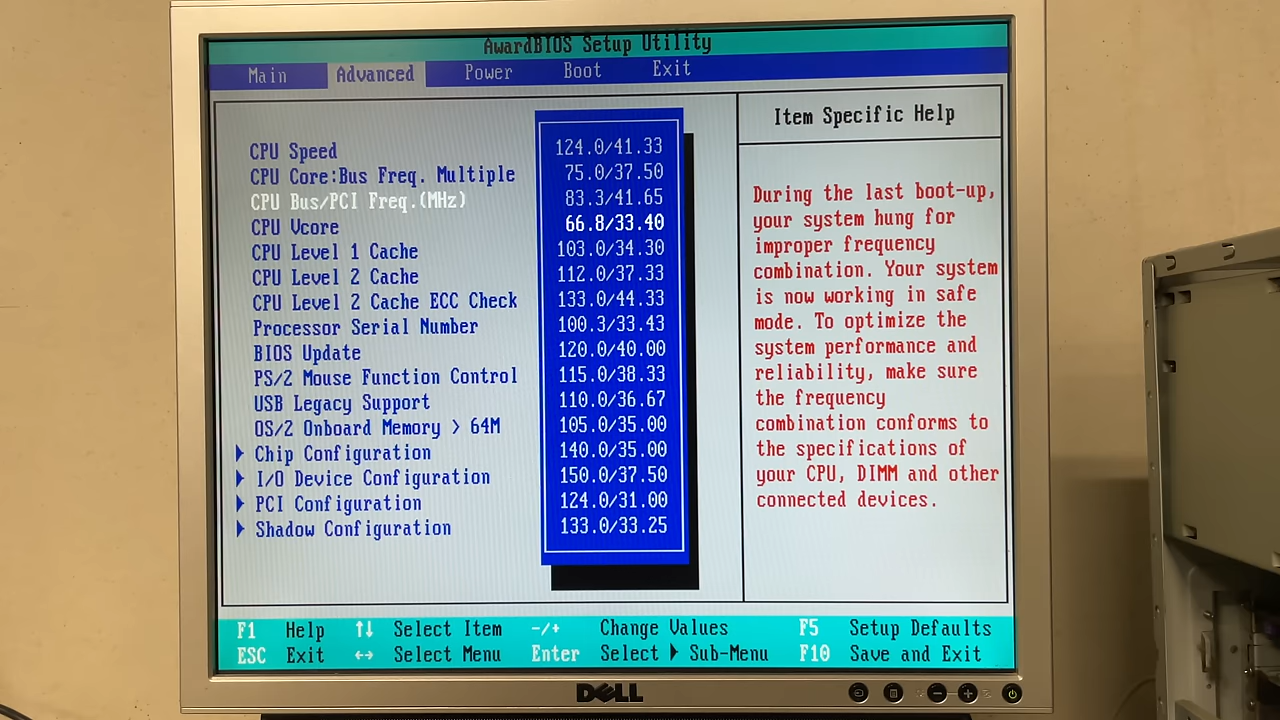 AwardBIOS Setup Utility
Main Advanced Power Boot Exit
CPU Speed
CPU Core:Bus Freq. Multiple
CPU Bus/PCI Freq.(MHz)
CPU Vcore
CPU Level 1 Cache
CPU Level 2 Cache
CPU Level 2 Cache ECC Check
Processor Serial Number
BIOS Update
PS/2 Mouse Function Control
USB Legacy Support
OS/2 Onboard Memory > 64M
Chip Configuration
I/O Device Configuration
PCI Configuration
Shadow Configuration
124.0/41.33
75.0/37.50
83.3/41.65
66.8/33.40
103.0/34.30
112.0/37.33
133.0/44.33
100.3/33.43
120.0/40.00
115.0/38.33
110.0/36.67
105.0/35.00
140.0/35.00
150.0/37.50
124.0/31.00
133.0/33.25
Item Specific Help
During the last boot-up,
your system hung for
improper frequency
combination. Your system
is now working in safe
mode. To optimize the
system performance and
reliability, make sure
the frequency
combination conforms to
the specifications of
your CPU, DIMM and other
connected devices.
F1 Help ↑↓ Select Item -/+ Change Values F5 Setup Defaults
ESC Exit ↔ Select Menu Enter Select ▶ Sub-Menu F10 Save and Exit
DELL